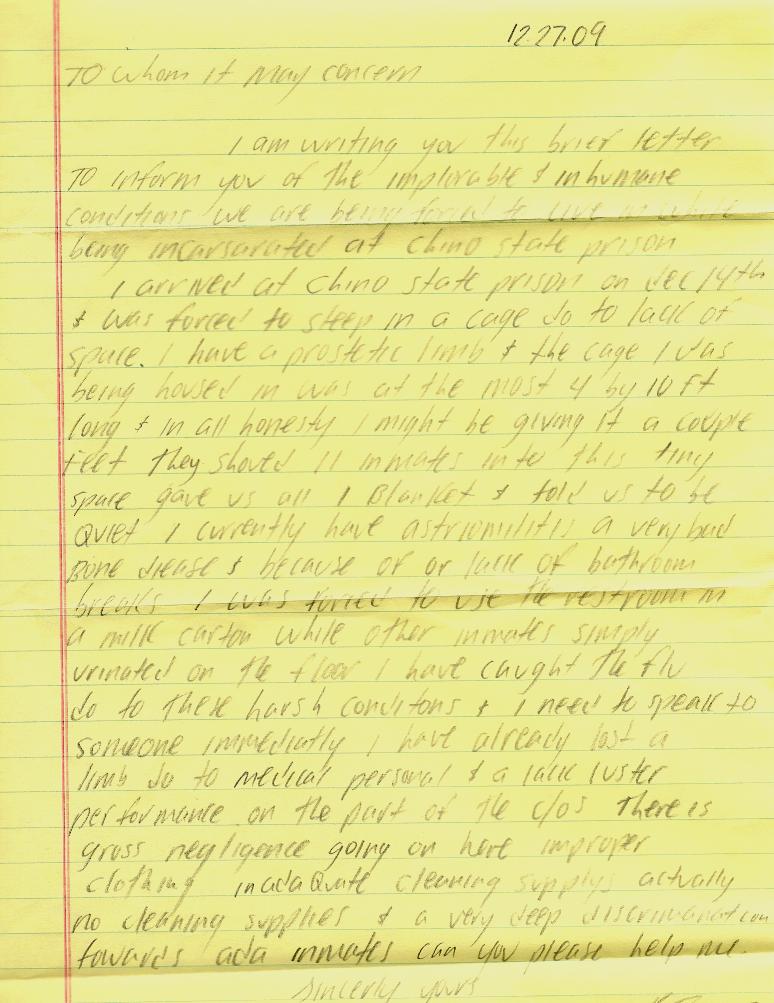 12.27.09
TO whom it May concern
I am writing you this brief letter
TO inform you of the implorable & inhumane
conditions we are being forced to live in while
being incarsarated at chino state prison
I arrived at chino state prison on dec 14th
& was forced to sleep in a cage do to lack of
space. I have a prostetic limb & the cage I was
being housed in was at the most 4 by 10 ft
long & in all honesty I might be giving it a couple
feet They shoved 11 inmates into this tiny
space gave us all 1 Blanket & told us to be
QUIET I currently have astriomilitis a very bad
Bone diease & because of or lack of bathroom
breaks I was forced to use the restroom in
a milk carton while other inmates simply
urinated on the floor I have caught the flu
do to these harsh conditons & I need to speak to
someone immediatly I have already lost a
limb do to medical personal & a lack luster
performance on the part of the c/os There is
gross negligence going on here improper
clothing inadaQuate cleaning supplys actually
no cleaning supplies & a very deep discrimanation
towards ada inmates can you please help me.
sincerly yours